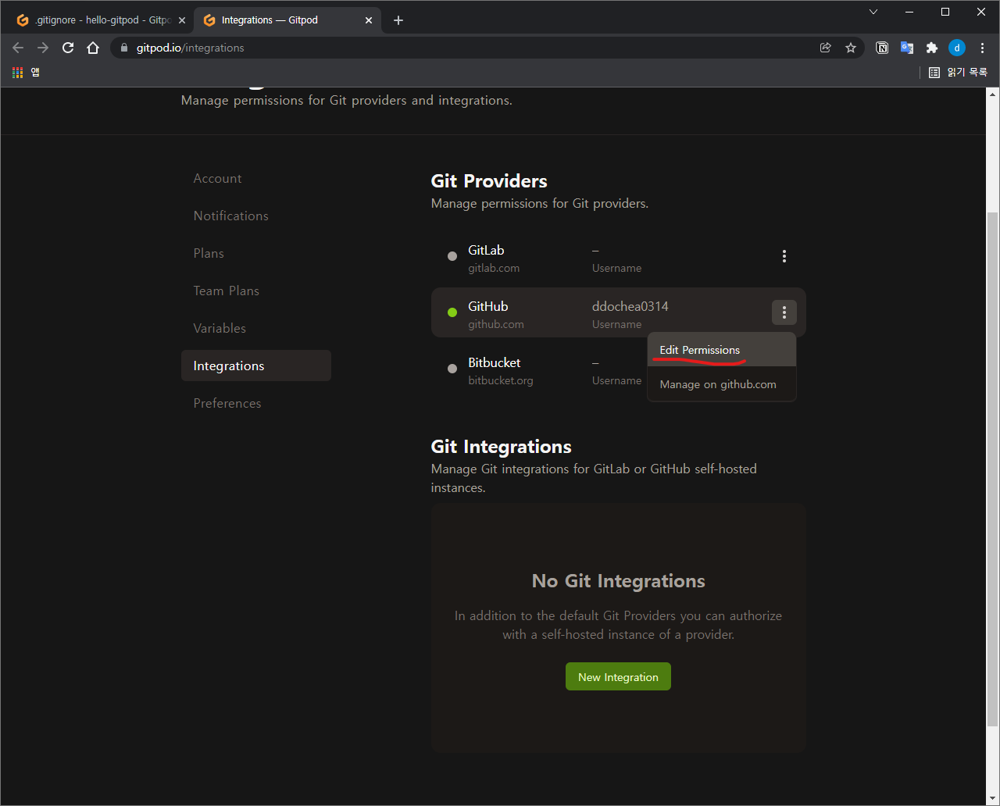 .gitignore - hello-gitpod - Gitpo
Integrations — Gitpod
gitpod.io/integrations
d
앱
읽기 목록
Manage permissions for Git providers and integrations.
Account
Notifications
Plans
Team Plans
Variables
Integrations
Preferences
Git Providers
Manage permissions for Git providers.
GitLab –
gitlab.com Username
GitHub ddochea0314
github.com Username
Bitbucket –
bitbucket.org Username
Edit Permissions
Manage on github.com
Git Integrations
Manage Git integrations for GitLab or GitHub self-hosted
instances.
No Git Integrations
In addition to the default Git Providers you can authorize
with a self-hosted instance of a provider.
New Integration